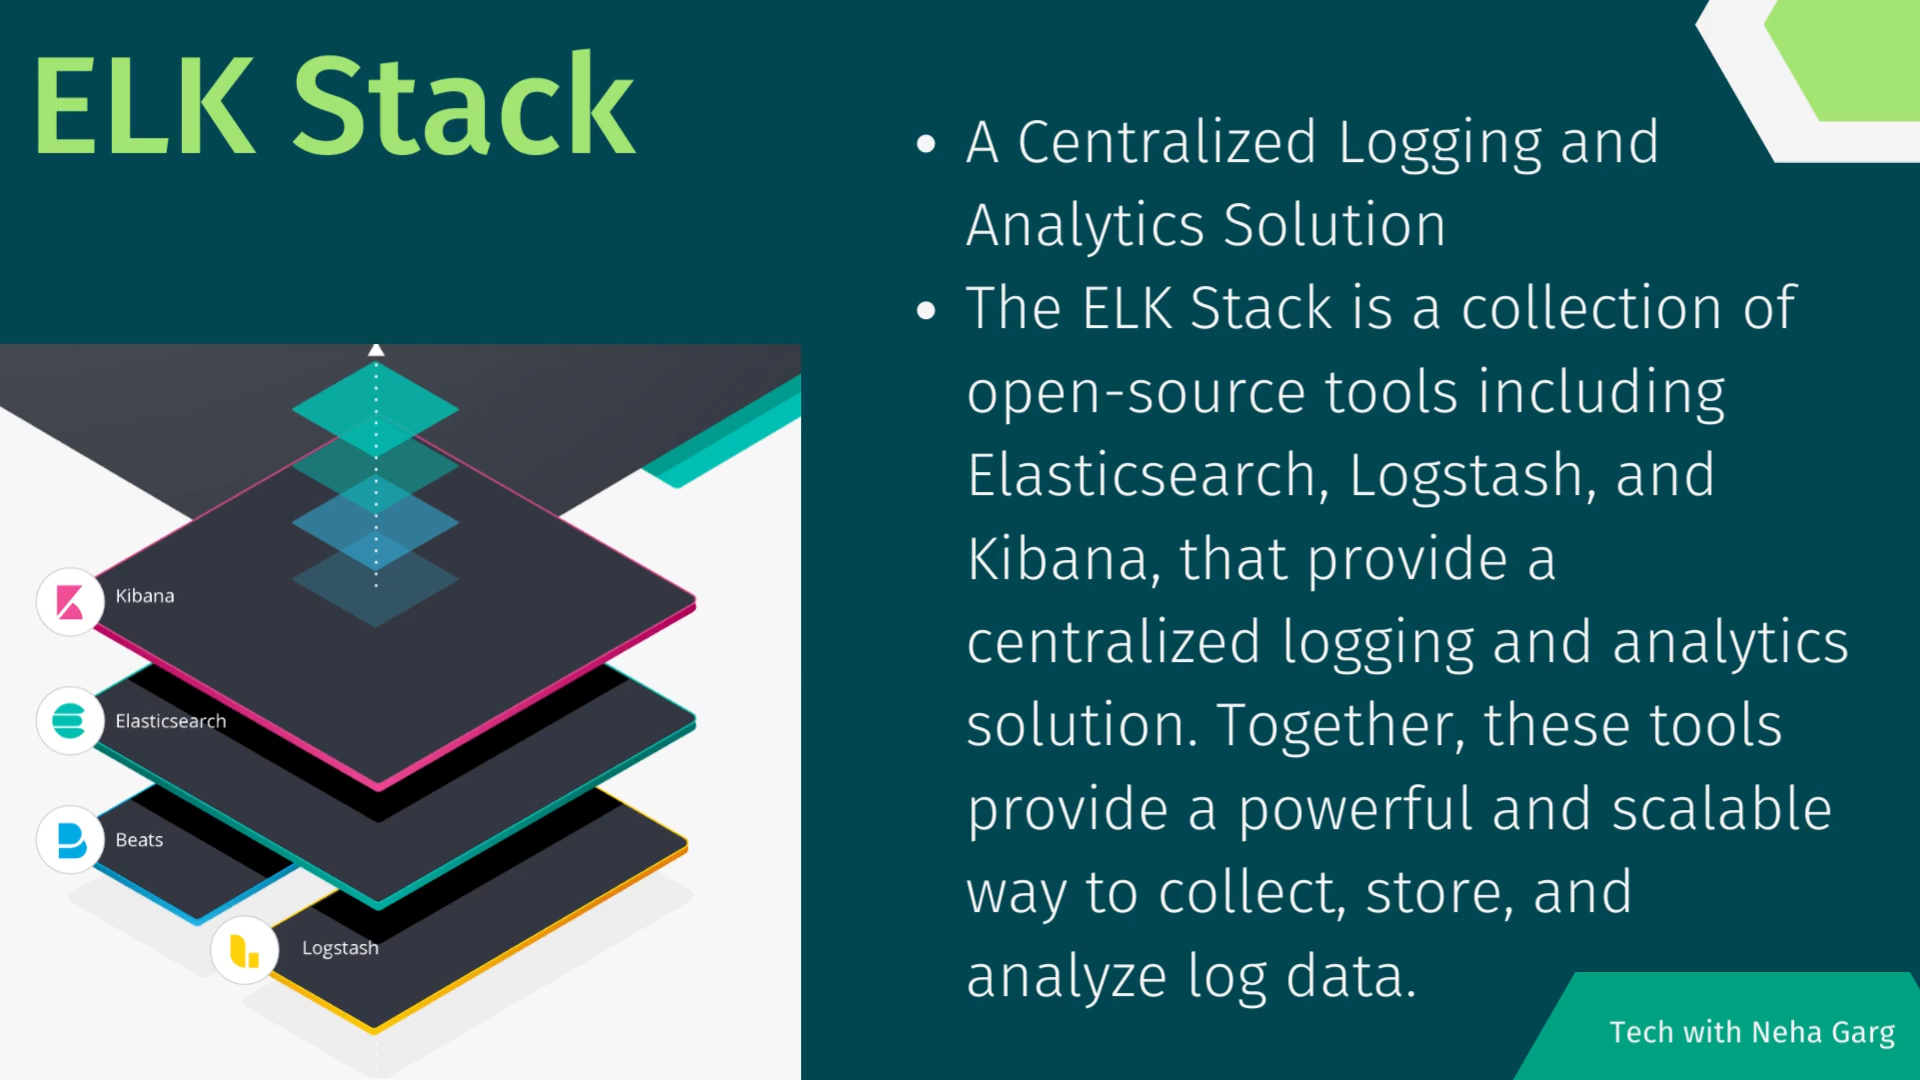 ELK Stack
• A Centralized Logging and
Analytics Solution
• The ELK Stack is a collection of
open-source tools including
Elasticsearch, Logstash, and
Kibana, that provide a
centralized logging and analytics
solution. Together, these tools
provide a powerful and scalable
way to collect, store, and
analyze log data.
Kibana
Elasticsearch
Beats
Logstash
Tech with Neha Garg